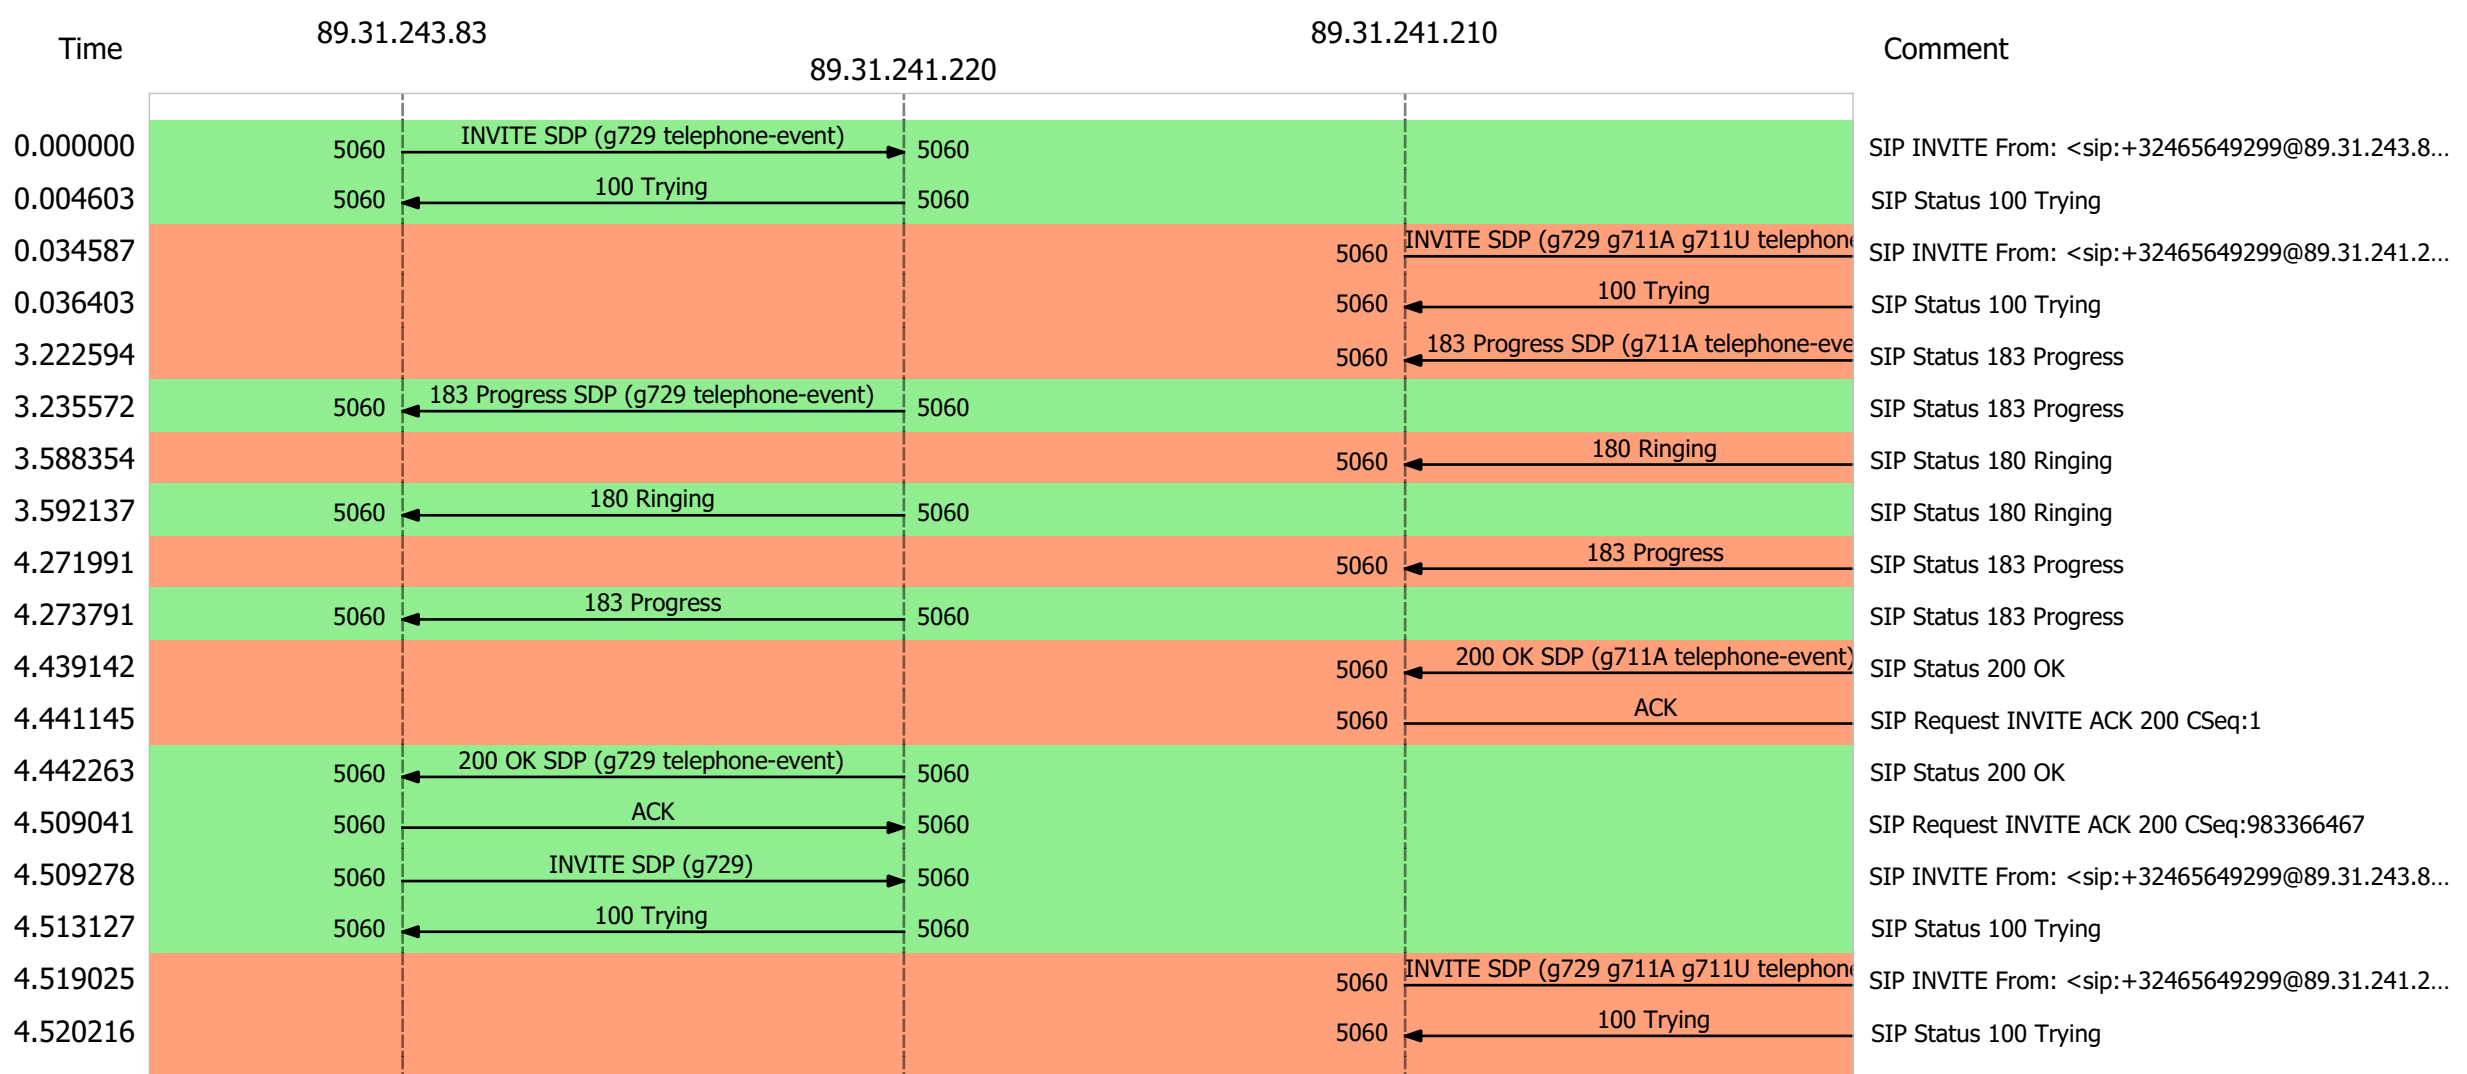 Time 89.31.243.83 89.31.241.210 Comment
89.31.241.220
0.000000 5060 INVITE SDP (g729 telephone-event) 5060 SIP INVITE From: <sip:+32465649299@89.31.243.8...
0.004603 5060 100 Trying 5060 SIP Status 100 Trying
0.034587 5060 INVITE SDP (g729 g711A g711U telephon SIP INVITE From: <sip:+32465649299@89.31.241.2...
0.036403 5060 100 Trying SIP Status 100 Trying
3.222594 5060 183 Progress SDP (g711A telephone-eve SIP Status 183 Progress
3.235572 5060 183 Progress SDP (g729 telephone-event) 5060 SIP Status 183 Progress
3.588354 5060 180 Ringing SIP Status 180 Ringing
3.592137 5060 180 Ringing 5060 SIP Status 180 Ringing
4.271991 5060 183 Progress SIP Status 183 Progress
4.273791 5060 183 Progress 5060 SIP Status 183 Progress
4.439142 5060 200 OK SDP (g711A telephone-event) SIP Status 200 OK
4.441145 5060 ACK SIP Request INVITE ACK 200 CSeq:1
4.442263 5060 200 OK SDP (g729 telephone-event) 5060 SIP Status 200 OK
4.509041 5060 ACK 5060 SIP Request INVITE ACK 200 CSeq:983366467
4.509278 5060 INVITE SDP (g729) 5060 SIP INVITE From: <sip:+32465649299@89.31.243.8...
4.513127 5060 100 Trying 5060 SIP Status 100 Trying
4.519025 5060 INVITE SDP (g729 g711A g711U telephon SIP INVITE From: <sip:+32465649299@89.31.241.2...
4.520216 5060 100 Trying SIP Status 100 Trying